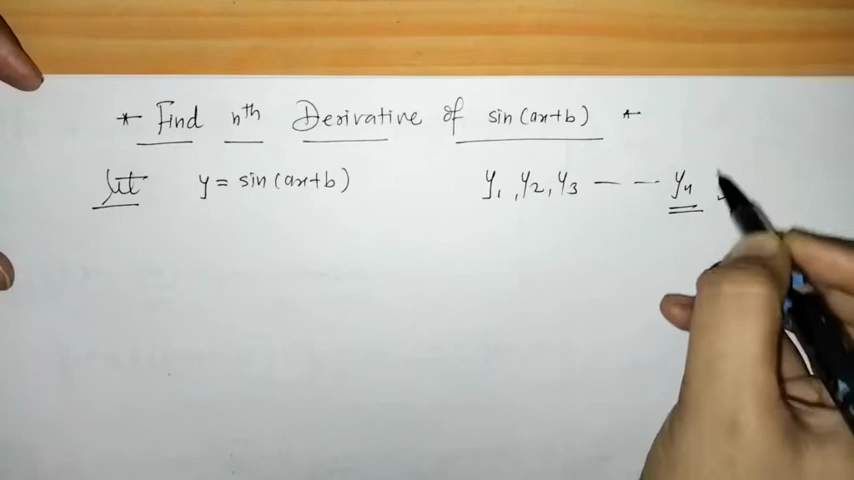 * Find nth Derivative of sin(ax+b) *
Let y = sin(ax+b) y1, y2, y3 — — yn